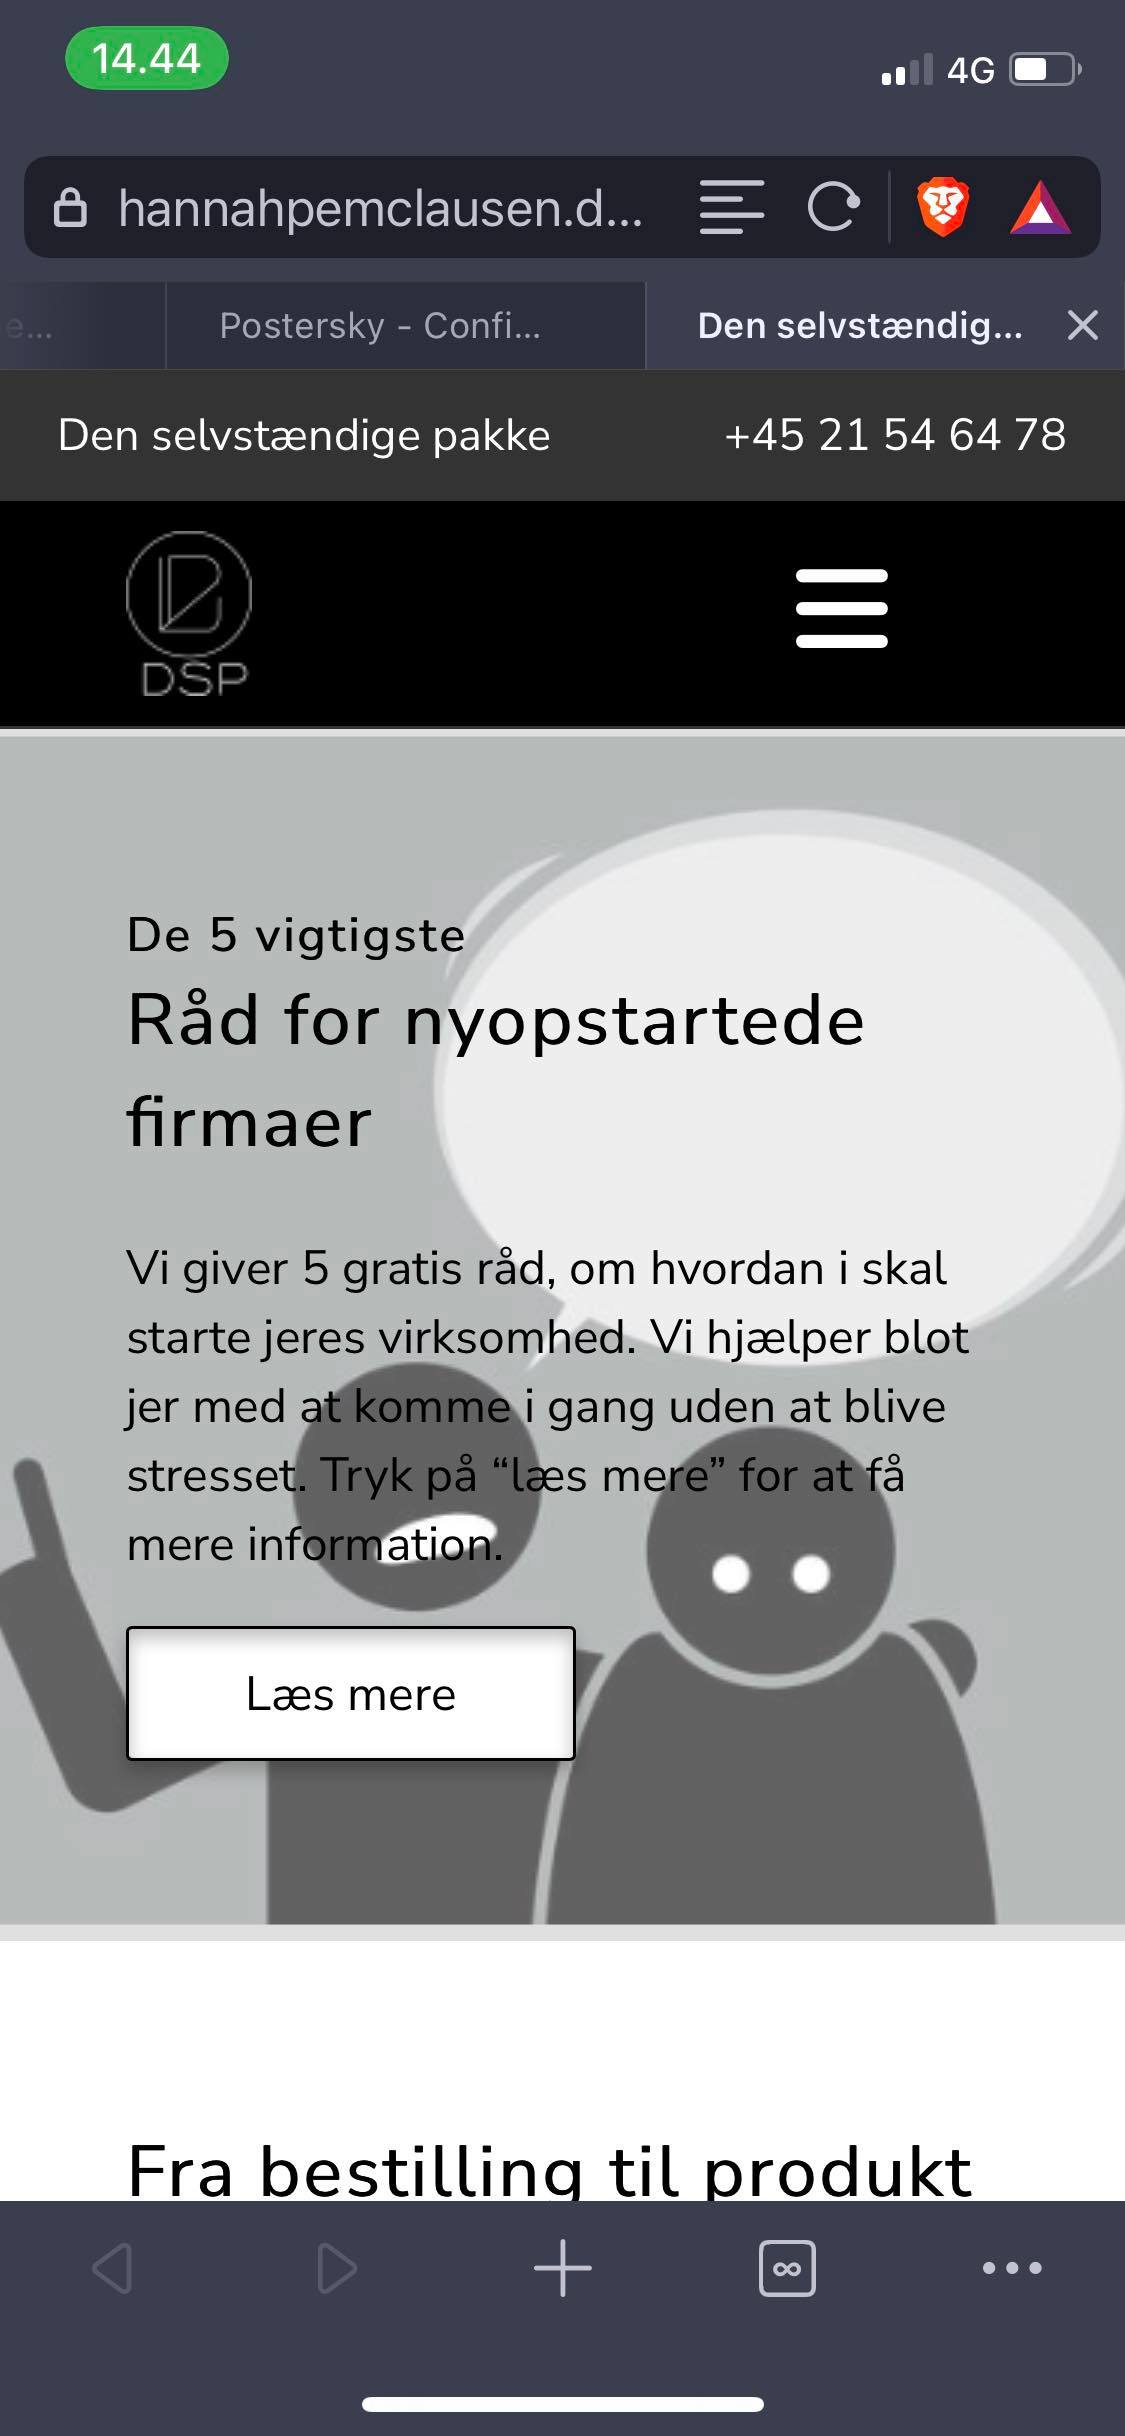 14.44
4G
hannahpemclausen.d...
e...
Postersky - Confi...
Den selvstændig...
Den selvstændige pakke
+45 21 54 64 78
DSP
De 5 vigtigste
Råd for nyopstartede
firmaer
Vi giver 5 gratis råd, om hvordan i skal
starte jeres virksomhed. Vi hjælper blot
jer med at komme i gang uden at blive
stresset. Tryk på “læs mere” for at få
mere information.
Læs mere
Fra bestilling til produkt